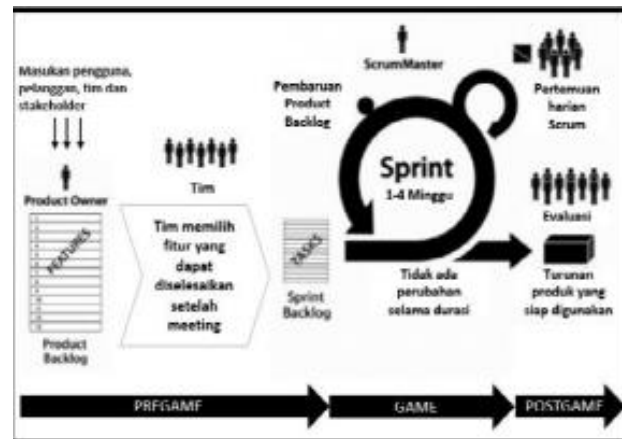 Masukan pengguna,
pelanggan, tim dan
stakeholder
Product Owner
FEATURES
Product
Backlog
Tim
Tim memilih
fitur yang
dapat
diselesaikan
setelah
meeting
Pembaruan
Product
Backlog
TASKS
Sprint
Backlog
ScrumMaster
Sprint
1-4 Minggu
Tidak ada
perubahan
selama durasi
Pertemuan
harian
Scrum
Evaluasi
Turunan
produk yang
siap digunakan
PREGAME
GAME
POSTGAME